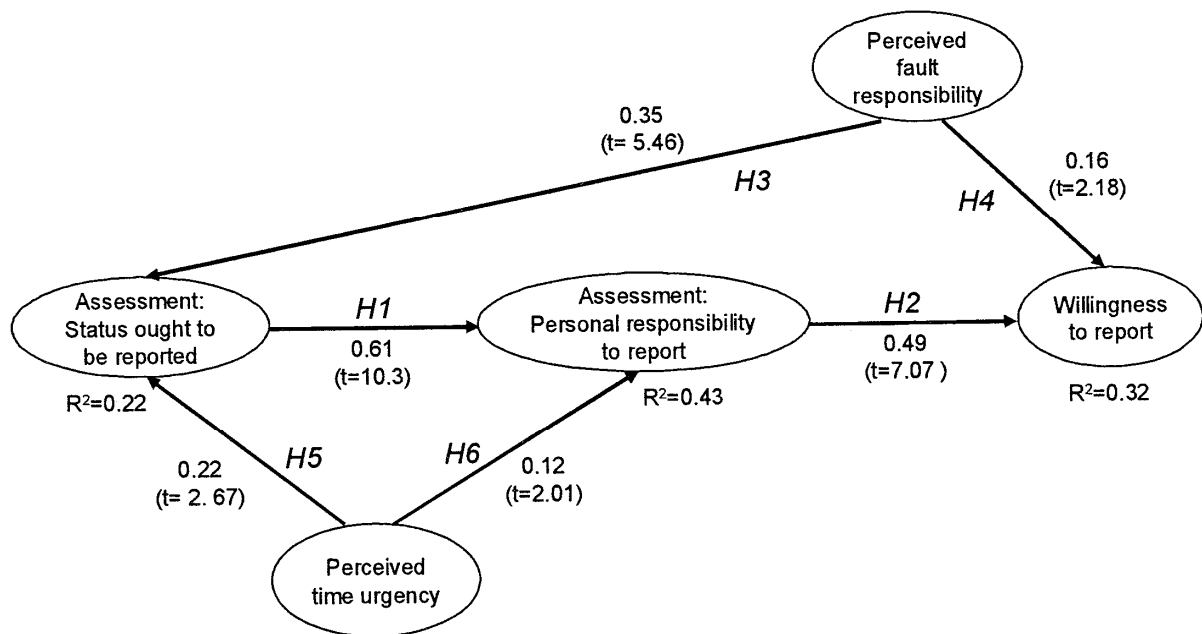 Perceived
fault
responsibility
0.35
(t= 5.46)
H3
0.16
(t=2.18)
H4
Assessment:
Status ought to
be reported
R²=0.22
H1
0.61
(t=10.3)
Assessment:
Personal responsibility
to report
R²=0.43
H2
0.49
(t=7.07 )
Willingness
to report
R²=0.32
H5
0.22
(t= 2. 67)
H6
0.12
(t=2.01)
Perceived
time urgency